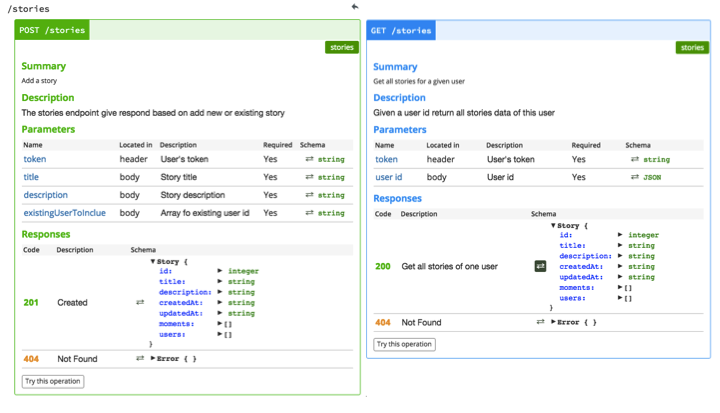 /stories
POST /stories
stories
Summary
Add a story
Description
The stories endpoint give respond based on add new or existing story
Parameters
Name Located in Description Required Schema
token header User's token Yes ⇄ string
title body Story title Yes ⇄ string
description body Story description Yes ⇄ string
existingUserToInclue body Array fo existing user id Yes ⇄ string
Responses
Code Description Schema
▼Story {
id: ▶ integer
title: ▶ string
description: ▶ string
201 Created ⇄ createdAt: ▶ string
updatedAt: ▶ string
moments: ▶[]
users: ▶[]
}
404 Not Found ⇄ ▶Error { }
Try this operation
GET /stories
stories
Summary
Get all stories for a given user
Description
Given a user id return all stories data of this user
Parameters
Name Located in Description Required Schema
token header User's token Yes ⇄ string
user id body User id Yes ⇄ JSON
Responses
Code Description Schema
▼Story {
id: ▶ integer
title: ▶ string
description: ▶ string
200 Get all stories of one user ⇄ createdAt: ▶ string
updatedAt: ▶ string
moments: ▶[]
users: ▶[]
}
404 Not Found ⇄ ▶Error { }
Try this operation